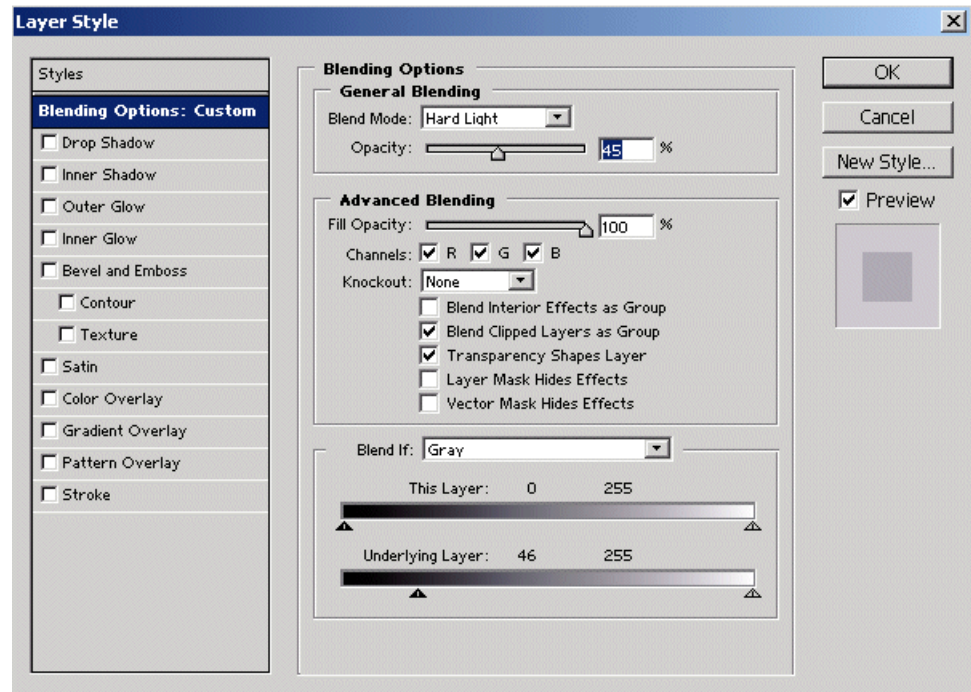 Layer Style
Styles
Blending Options: Custom
Drop Shadow
Inner Shadow
Outer Glow
Inner Glow
Bevel and Emboss
Contour
Texture
Satin
Color Overlay
Gradient Overlay
Pattern Overlay
Stroke
Blending Options
General Blending
Blend Mode: Hard Light
Opacity: 45 %
Advanced Blending
Fill Opacity: 100 %
Channels: R G B
Knockout: None
Blend Interior Effects as Group
Blend Clipped Layers as Group
Transparency Shapes Layer
Layer Mask Hides Effects
Vector Mask Hides Effects
Blend If: Gray
This Layer: 0 255
Underlying Layer: 46 255
OK
Cancel
New Style...
Preview